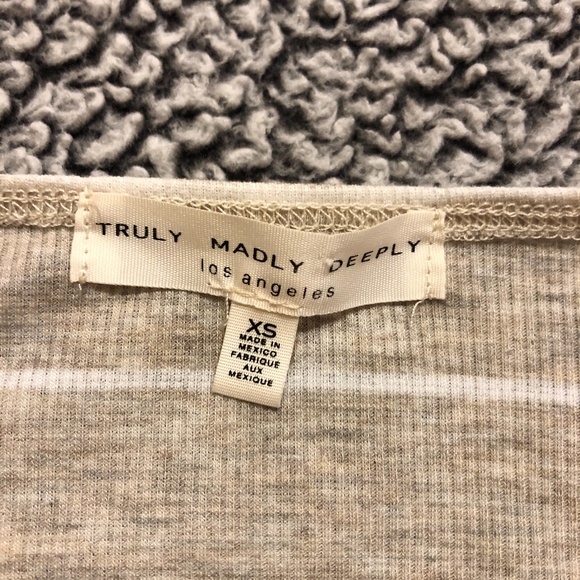 TRULY MADLY DEEPLY
los angeles
XS
MADE IN
MEXICO
FABRIQUE
AUX
MEXIQUE